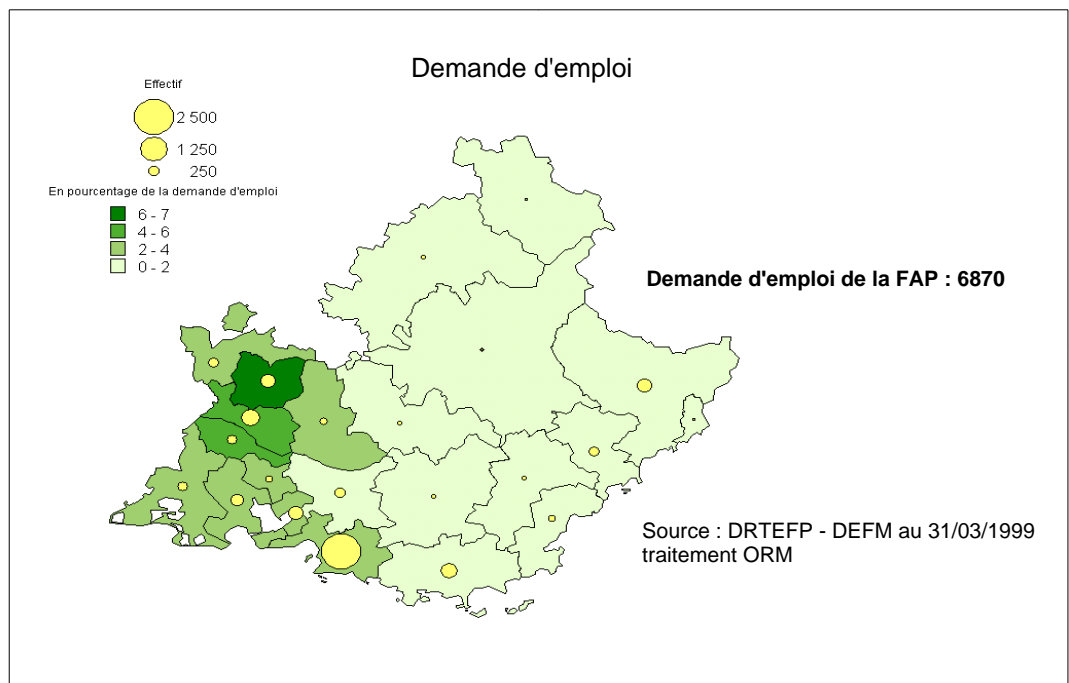 Demande d'emploi
Effectif
2 500
1 250
250
En pourcentage de la demande d'emploi
6 - 7
4 - 6
2 - 4
0 - 2
Demande d'emploi de la FAP : 6870
Source : DRTEFP - DEFM au 31/03/1999
traitement ORM